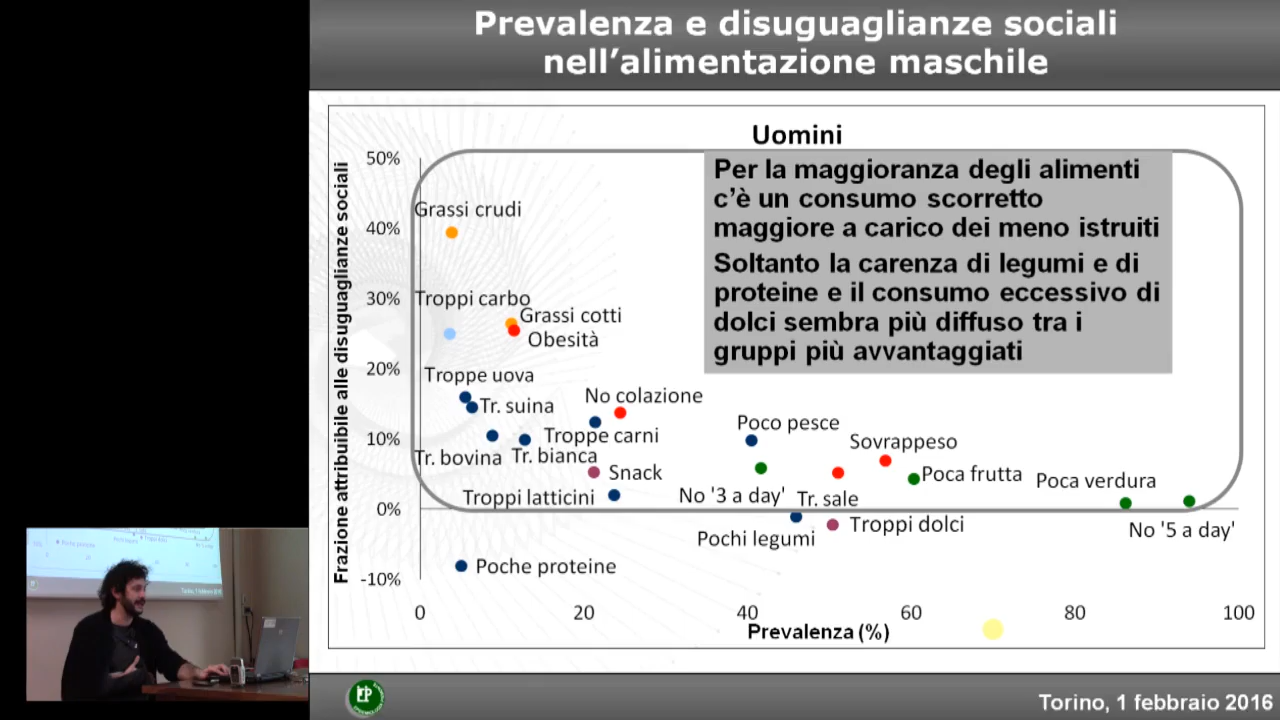 Prevalenza e disuguaglianze sociali
nell'alimentazione maschile
Uomini
Per la maggioranza degli alimenti
c'è un consumo scorretto
maggiore a carico dei meno istruiti
Soltanto la carenza di legumi e di
proteine e il consumo eccessivo di
dolci sembra più diffuso tra i
gruppi più avvantaggiati
Frazione attribuibile alle disuguaglianze sociali
50%
40%
30%
20%
10%
0%
-10%
Grassi crudi
Troppi carbo
Grassi cotti
Obesità
Troppe uova
Tr. suina
No colazione
Troppe carni
Tr. bovina
Tr. bianca
Snack
Troppi latticini
Poco pesce
Sovrappeso
Poca frutta
Poca verdura
No '3 a day'
Tr. sale
Pochi legumi
Troppi dolci
No '5 a day'
Poche proteine
0
20
40
60
80
100
Prevalenza (%)
Torino, 1 febbraio 2016